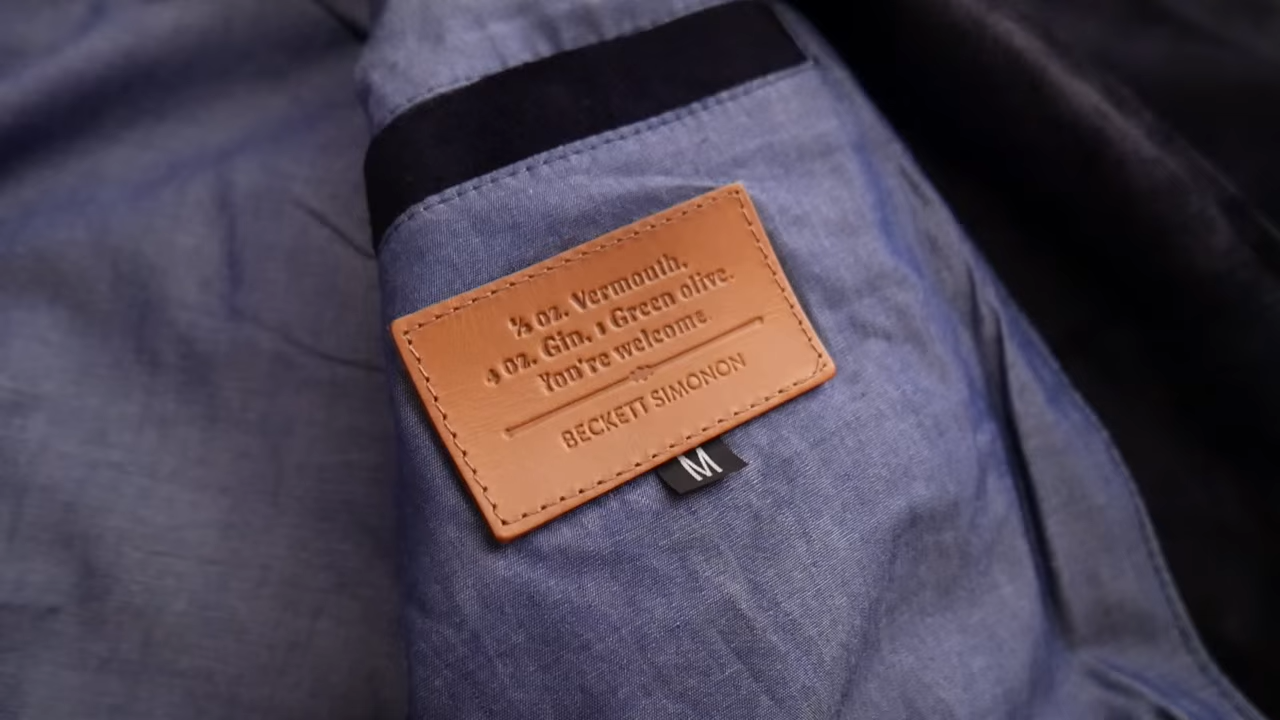 ½ oz. Vermouth,
4 oz. Gin, 1 Green olive.
You're welcome.
BECKETT SIMONON
M